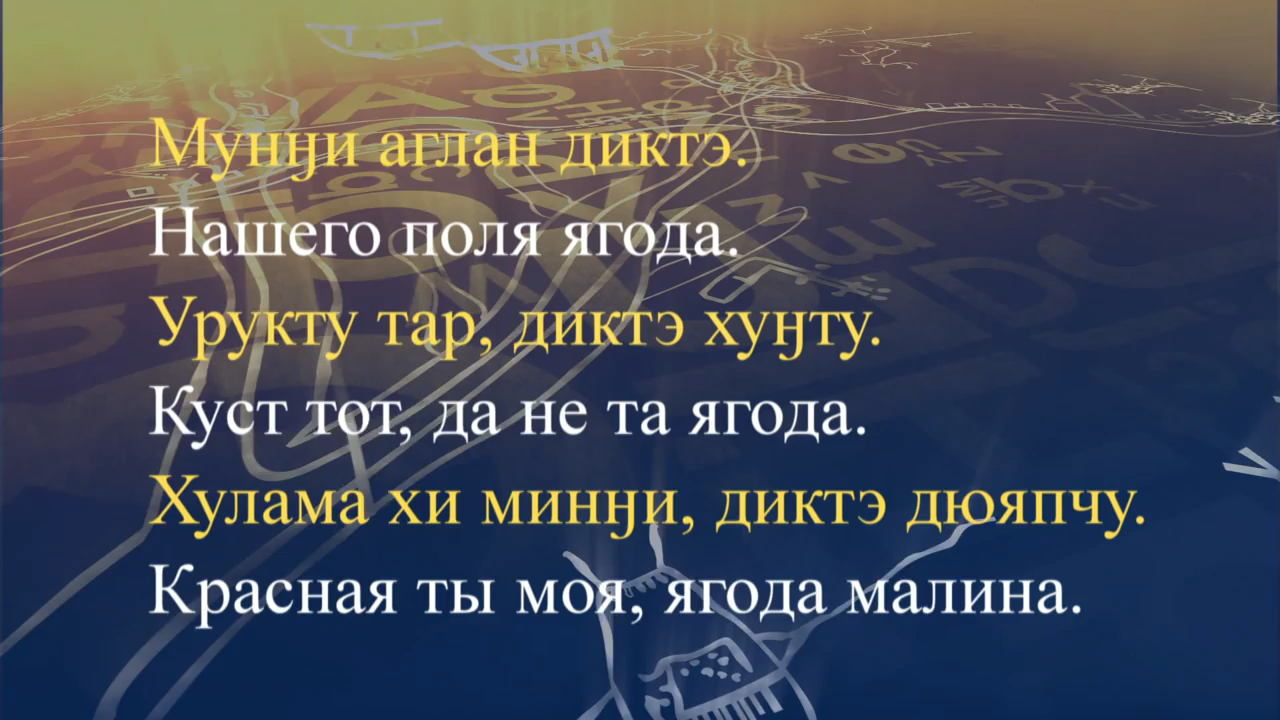 Мунӈи аглан диктэ.
Нашего поля ягода.
Урукту тар, диктэ хуӈту.
Куст тот, да не та ягода.
Хулама хи минӈи, диктэ дюяпчу.
Красная ты моя, ягода малина.